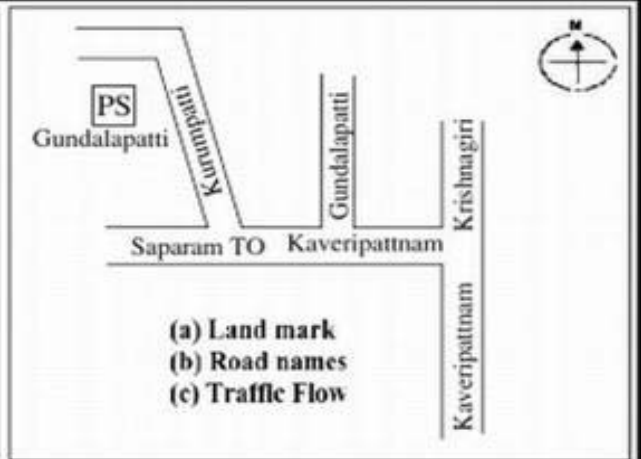 N
PS
Gundalapatti
Kurumpatti
Gundalapatti
Krishnagiri
Saparam TO Kaveripattnam
Kaveripattnam
(a) Land mark
(b) Road names
(c) Traffic Flow